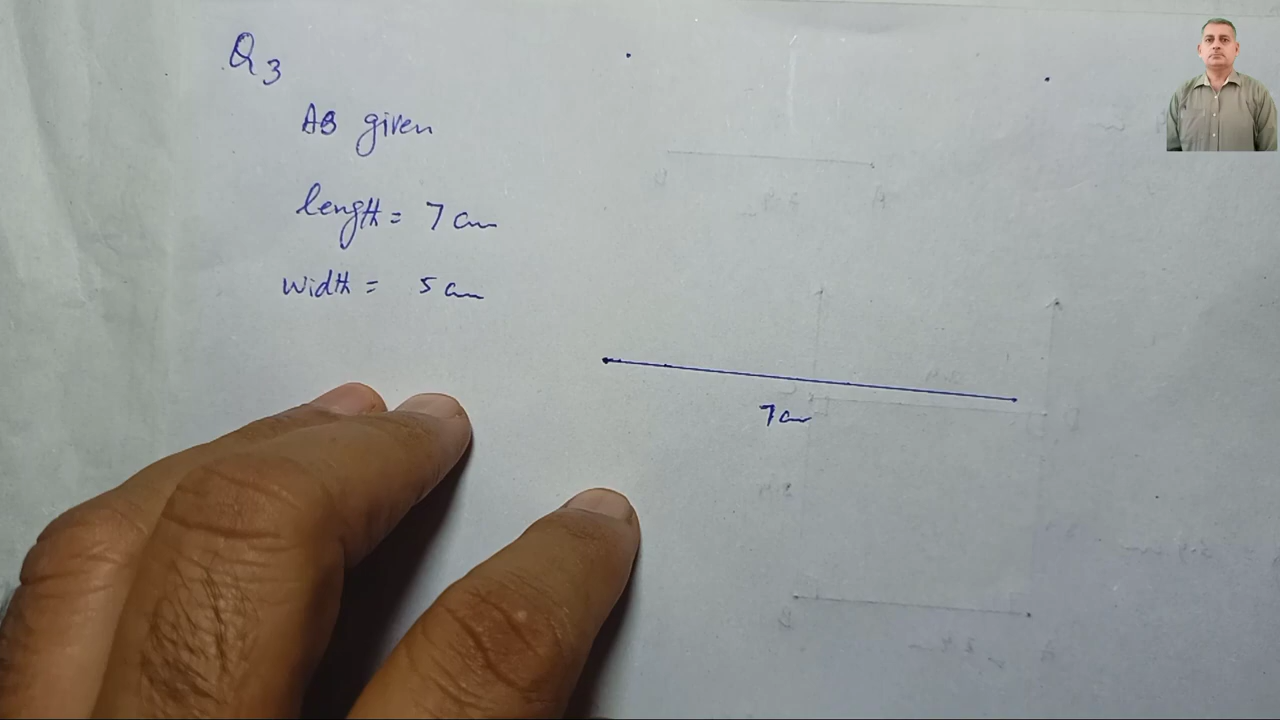 Q3
AB given
length = 7 cm
width = 5 cm
7 cm